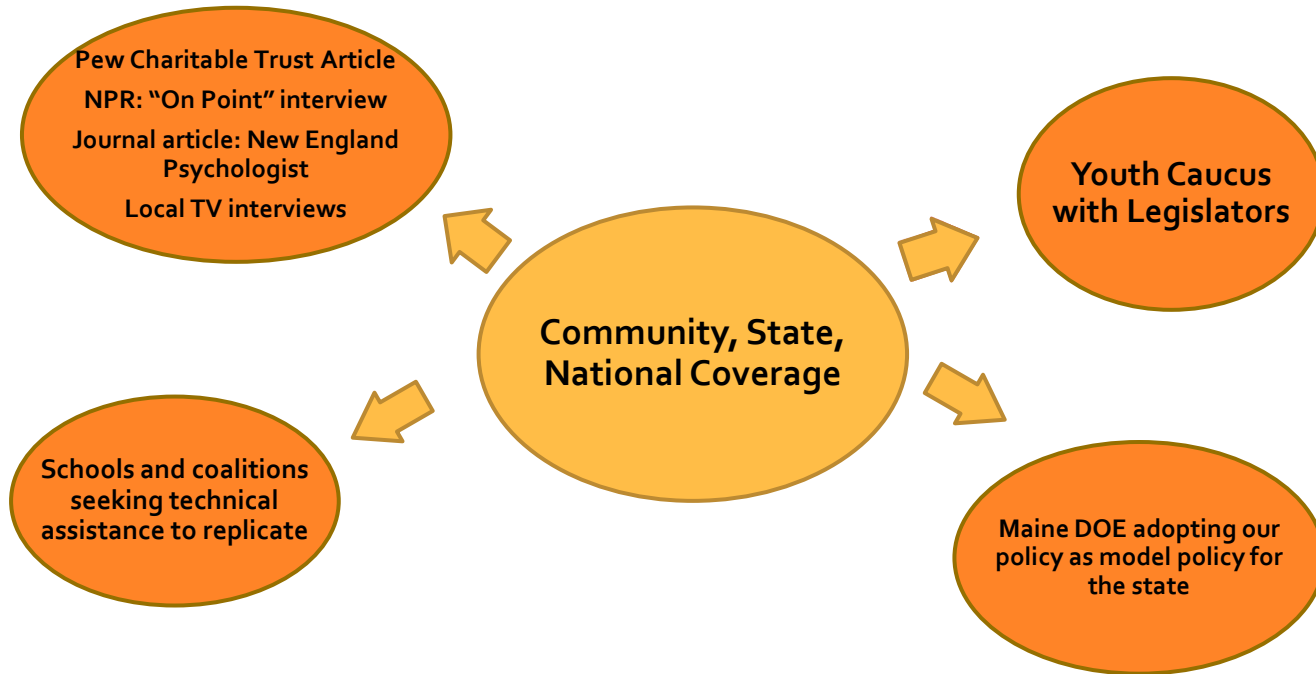 Pew Charitable Trust Article
NPR: “On Point” interview
Journal article: New England
Psychologist
Local TV interviews
Youth Caucus
with Legislators
Community, State,
National Coverage
Schools and coalitions
seeking technical
assistance to replicate
Maine DOE adopting our
policy as model policy for
the state